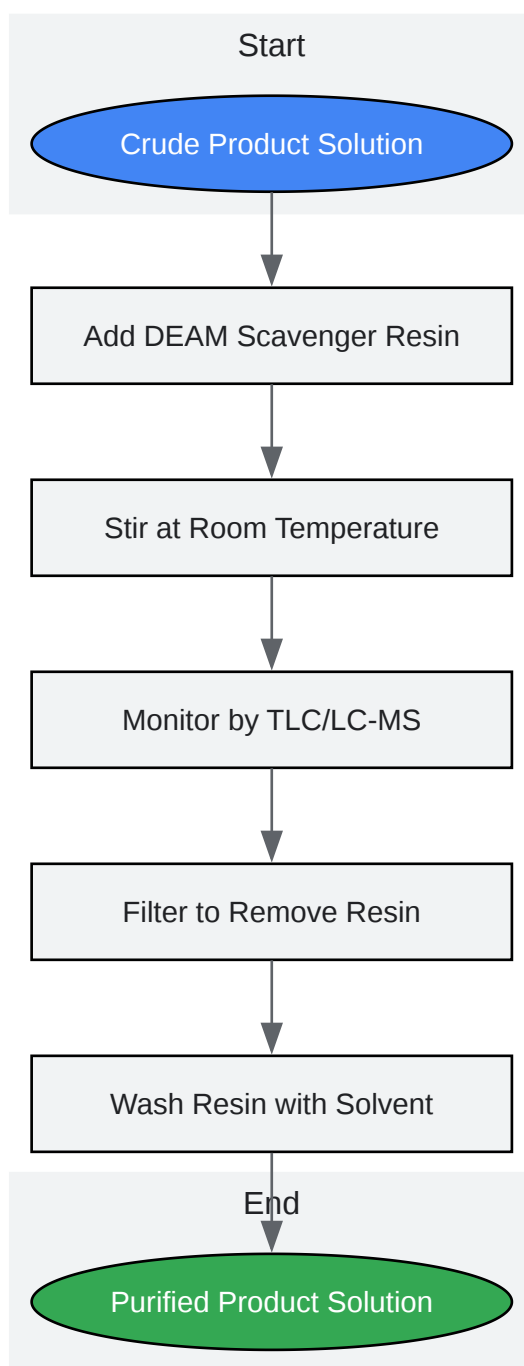 Start
Crude Product Solution
Add DEAM Scavenger Resin
Stir at Room Temperature
Monitor by TLC/LC-MS
Filter to Remove Resin
Wash Resin with Solvent
End
Purified Product Solution